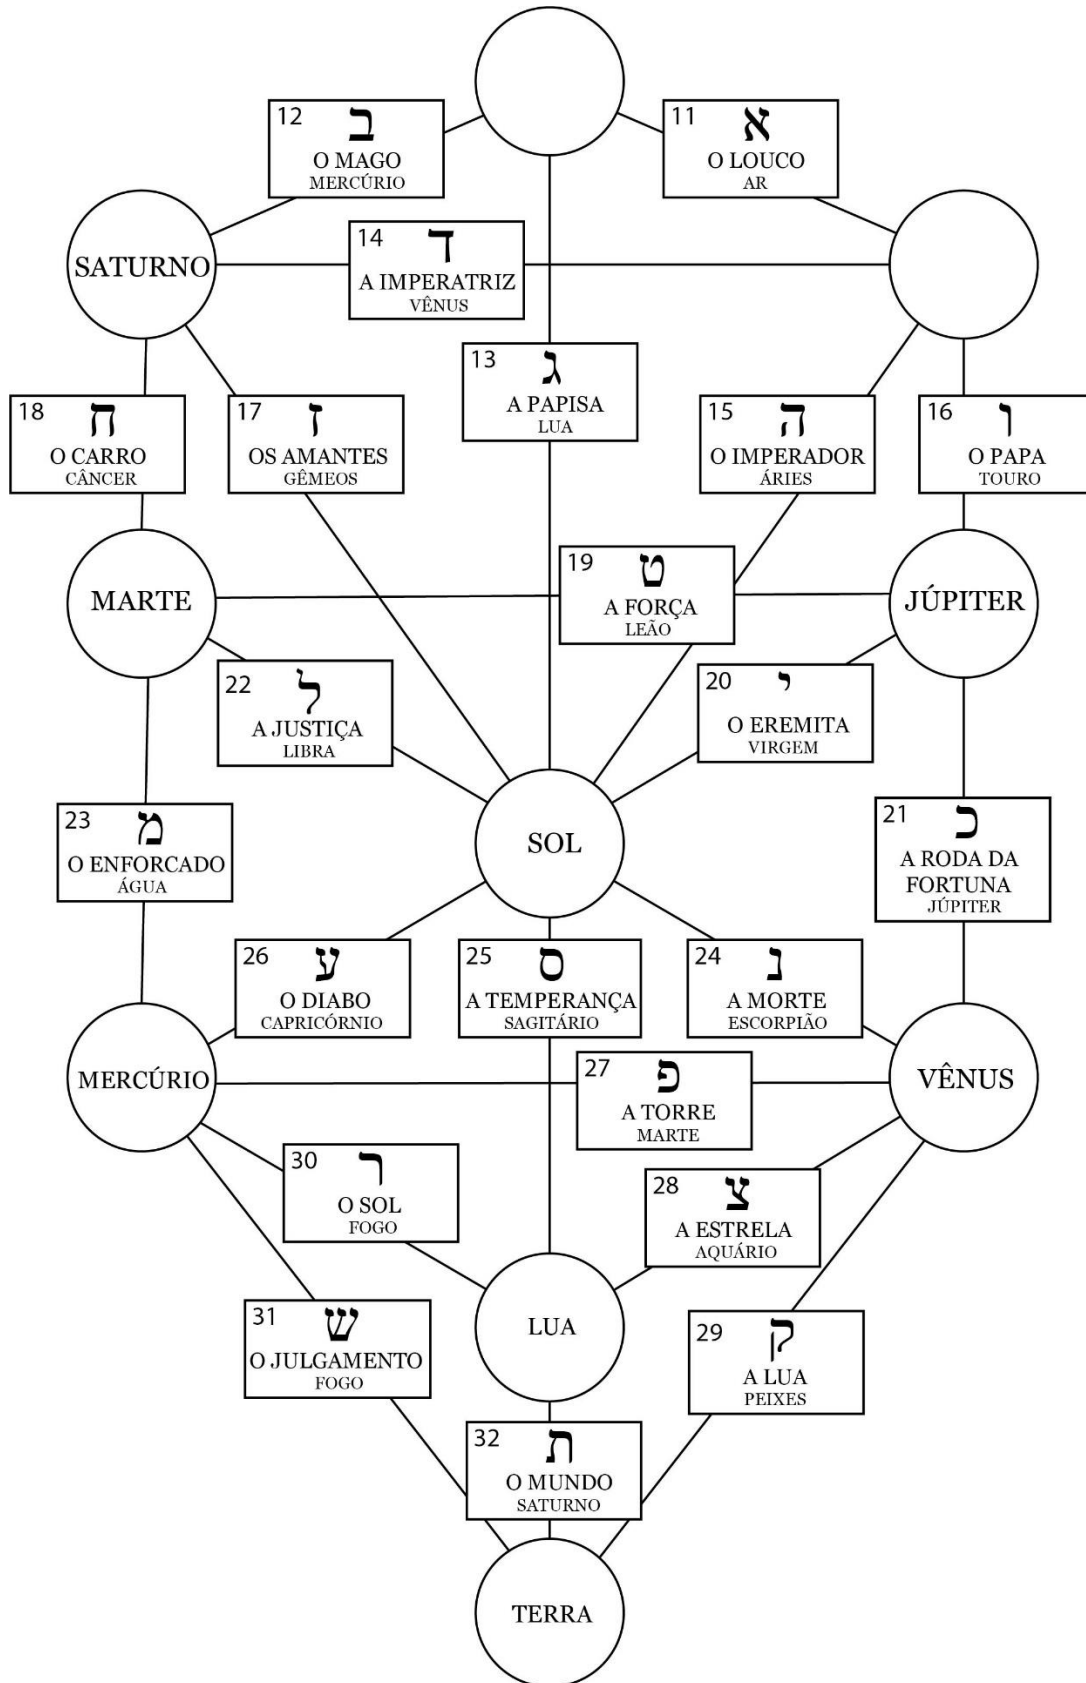 12
ב
O MAGO
MERCÚRIO
11
א
O LOUCO
AR
SATURNO
14
ד
A IMPERATRIZ
VÊNUS
13
ג
A PAPISA
LUA
18
ח
O CARRO
CÂNCER
17
ז
OS AMANTES
GÊMEOS
15
ה
O IMPERADOR
ÁRIES
16
ו
O PAPA
TOURO
MARTE
19
ט
A FORÇA
LEÃO
JÚPITER
22
ל
A JUSTIÇA
LIBRA
20
י
O EREMITA
VIRGEM
23
מ
O ENFORCADO
ÁGUA
SOL
21
כ
A RODA DA
FORTUNA
JÚPITER
26
ע
O DIABO
CAPRICÓRNIO
25
ס
A TEMPERANÇA
SAGITÁRIO
24
נ
A MORTE
ESCORPIÃO
MERCÚRIO
27
פ
A TORRE
MARTE
VÊNUS
30
ר
O SOL
FOGO
28
צ
A ESTRELA
AQUÁRIO
31
ש
O JULGAMENTO
FOGO
LUA
29
ק
A LUA
PEIXES
32
ת
O MUNDO
SATURNO
TERRA